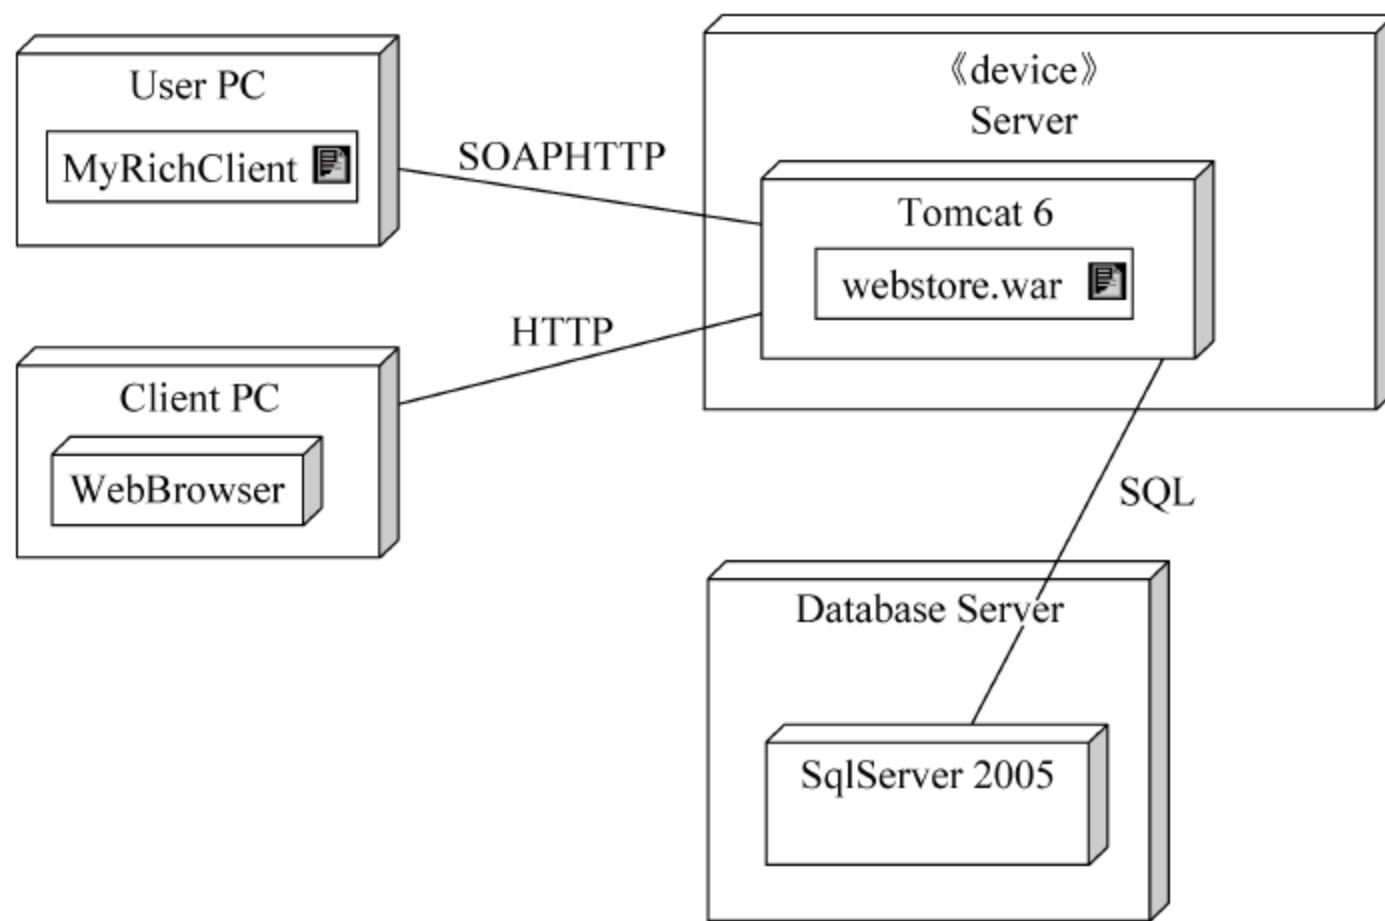 User PC
MyRichClient
SOAPHTTP
《device》
Server
Tomcat 6
webstore.war
HTTP
Client PC
WebBrowser
SQL
Database Server
SqlServer 2005